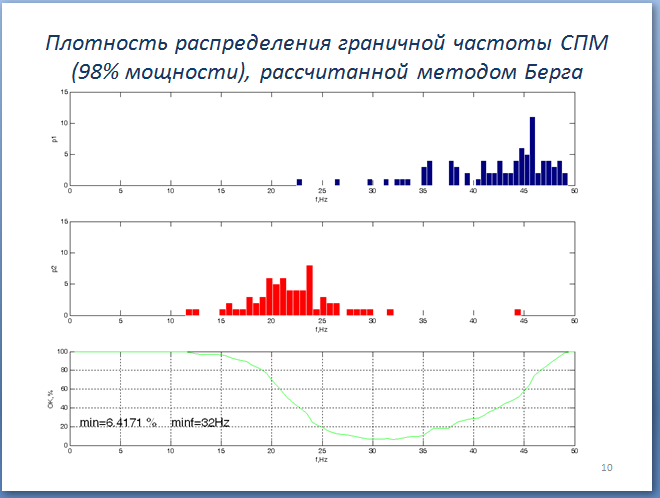 Плотность распределения граничной частоты СПМ
(98% мощности), рассчитанной методом Берга
15
10
5
0
p1
0 5 10 15 20 25 30 35 40 45 50
f,Hz
15
10
5
0
p2
0 5 10 15 20 25 30 35 40 45 50
f,Hz
100
80
60
40
20
0
OK,%
min=6.4171 % minf=32Hz
0 5 10 15 20 25 30 35 40 45 50
f,Hz
10